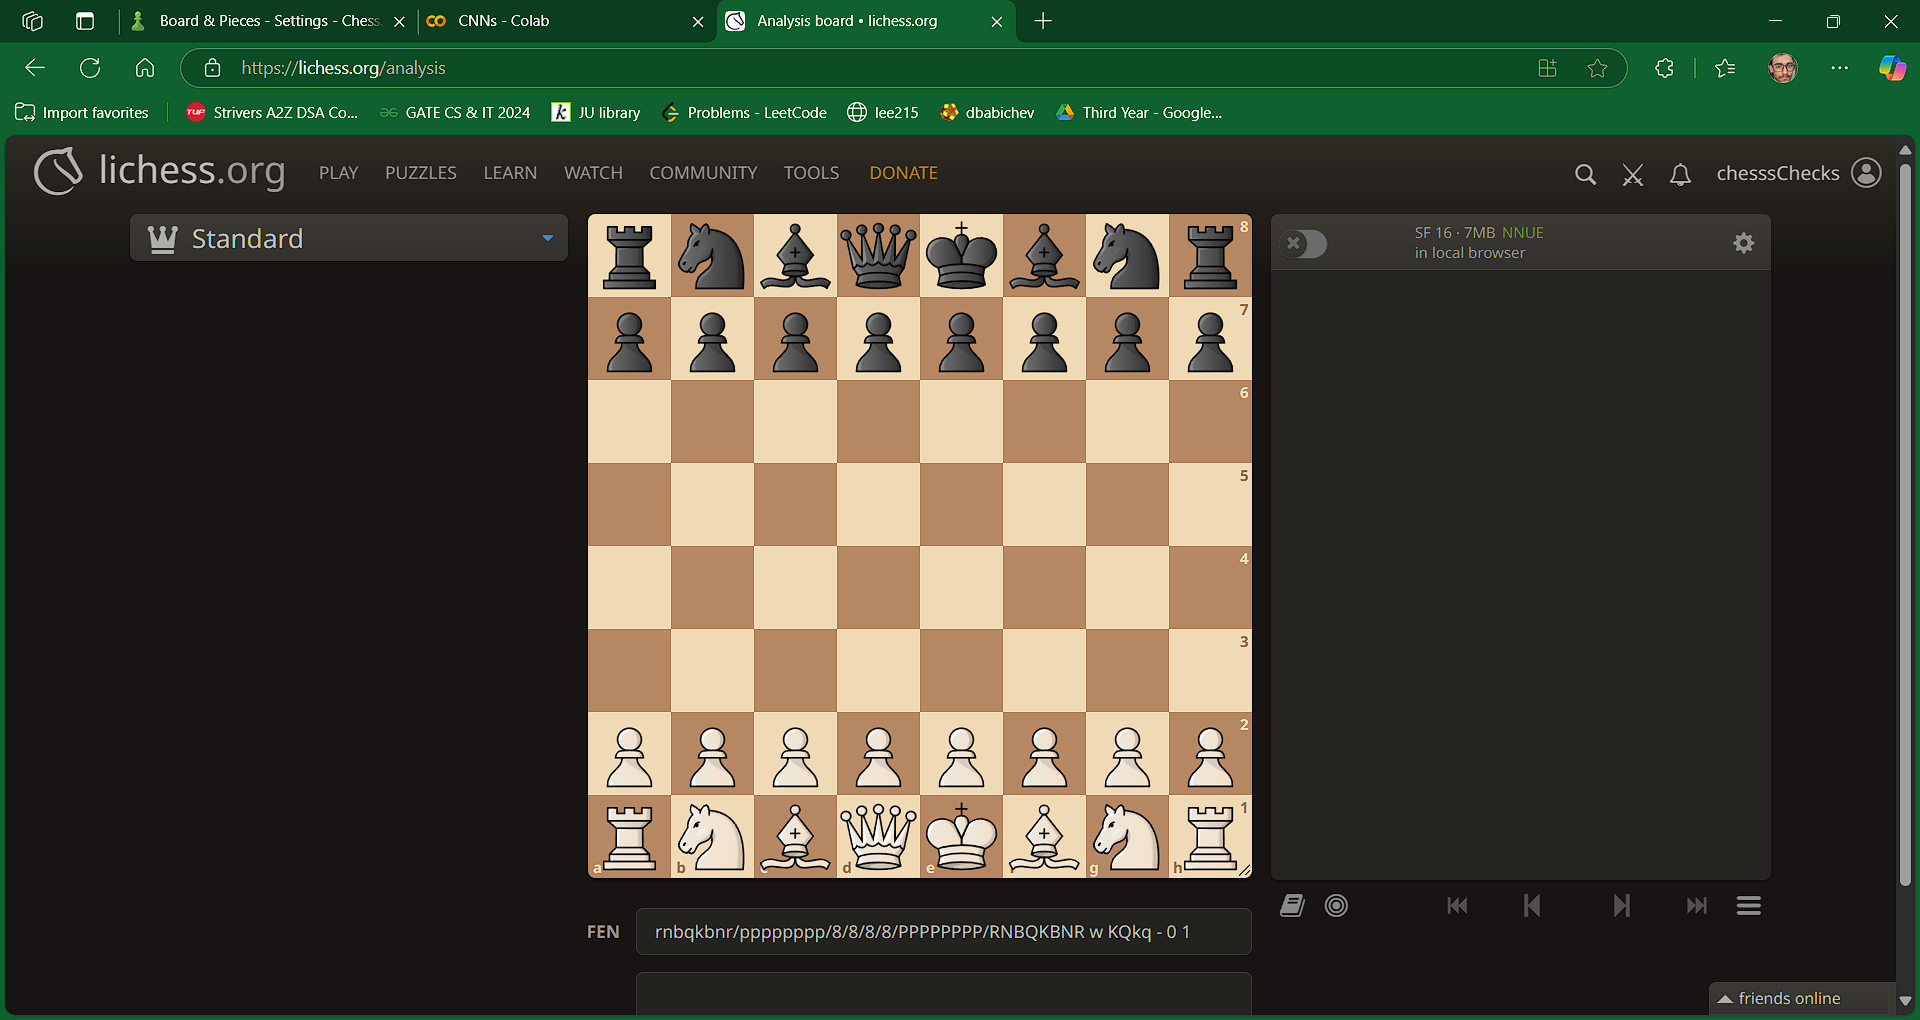 Board & Pieces - Settings - Chess
CNNs - Colab
Analysis board • lichess.org
https://lichess.org/analysis
Import favorites
TUF
Strivers A2Z DSA Co...
GATE CS & IT 2024
k
JU library
Problems - LeetCode
lee215
dbabichev
Third Year - Google...
lichess.org
PLAY
PUZZLES
LEARN
WATCH
COMMUNITY
TOOLS
DONATE
chesssChecks
Standard
SF 16 · 7MB NNUE
in local browser
8
7
6
5
4
3
2
1
a
b
c
d
e
f
g
h
FEN
rnbqkbnr/pppppppp/8/8/8/8/PPPPPPPP/RNBQKBNR w KQkq - 0 1
friends online